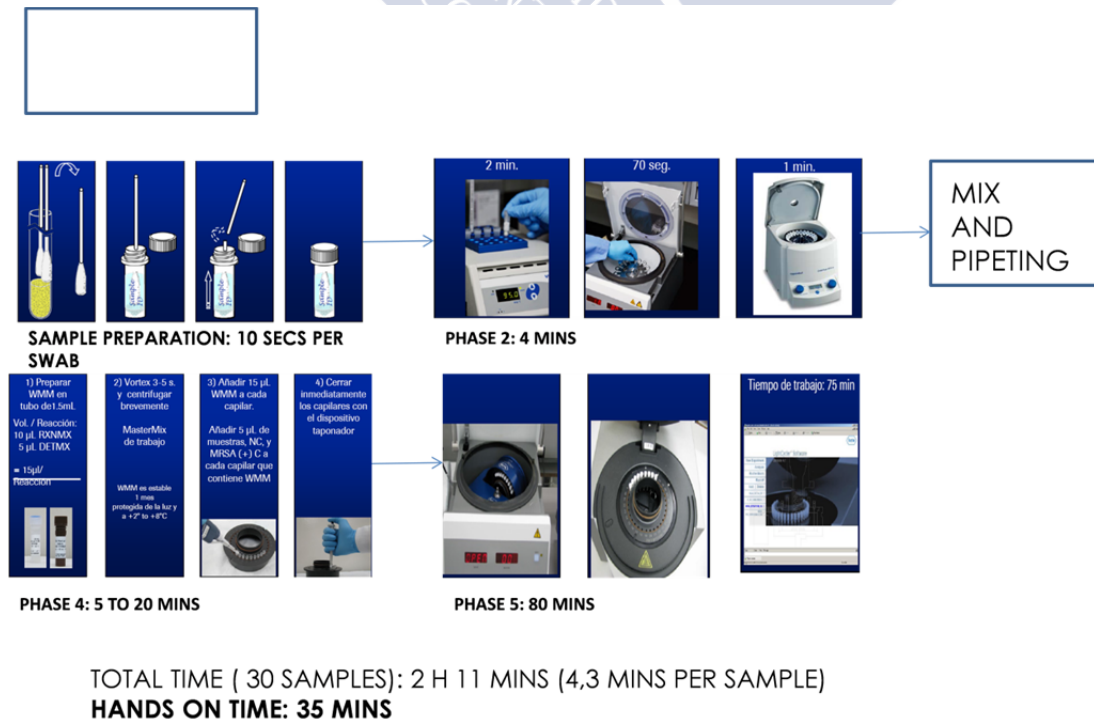 2 min.
70 seg.
1 min.
MIX
AND
PIPETING
SAMPLE PREPARATION: 10 SECS PER
SWAB
PHASE 2: 4 MINS
1) Preparar
WMM en
tubo de1.5mL
Vol. / Reacción:
10 µL RXNMX
5 µL DETMX
= 15µl/
Reacción
2) Vortex 3-5 s.
y centrifugar
brevemente
MasterMix
de trabajo
WMM es estable
1 mes
protegida de la luz y
a +2° to +8°C
3) Añadir 15 µL
WMM a cada
capilar.
Añadir 5 µL de
muestras, NC, y
MRSA (+) C a
cada capilar que
contiene WMM
4) Cerrar
inmediatamente
los capilares con
el dispositivo
taponador
Tiempo de trabajo: 75 min
PHASE 4: 5 TO 20 MINS
PHASE 5: 80 MINS
TOTAL TIME ( 30 SAMPLES): 2 H 11 MINS (4,3 MINS PER SAMPLE)
HANDS ON TIME: 35 MINS